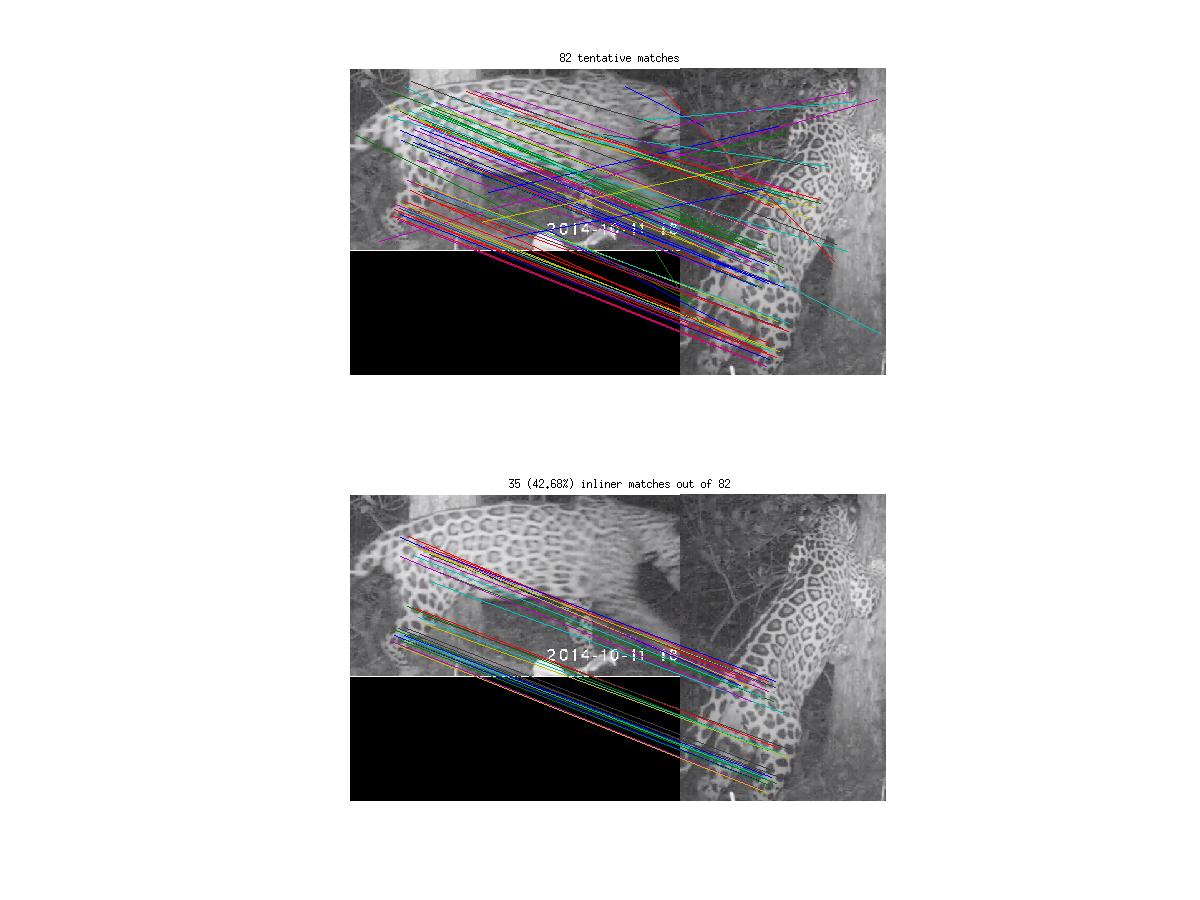 82 tentative matches
2014-10-11 18
35 (42.68%) inliner matches out of 82
2014-10-11 18